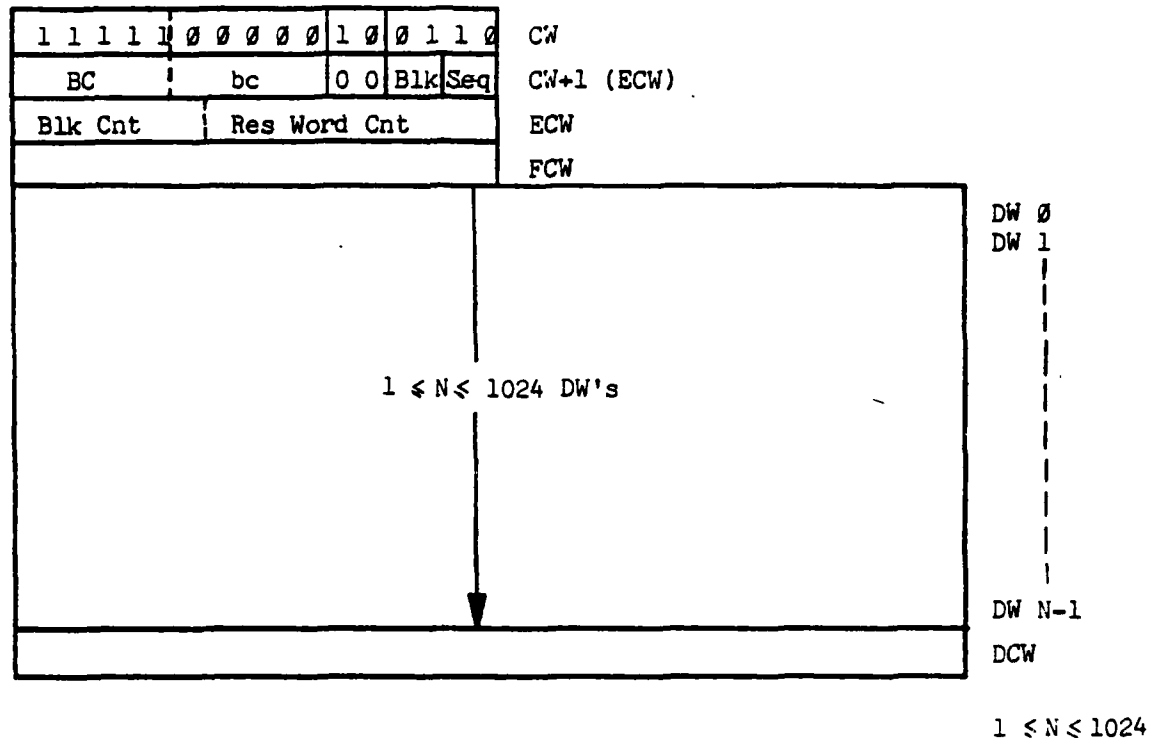 1 1 1 1 1 Ø Ø Ø Ø Ø 1 Ø Ø 1 1 Ø CW
BC bc 0 0 Blk Seq CW+1 (ECW)
Blk Cnt Res Word Cnt ECW
FCW
DW Ø
DW 1
1 ≤ N ≤ 1024 DW's
DW N-1
DCW
1 ≤ N ≤ 1024